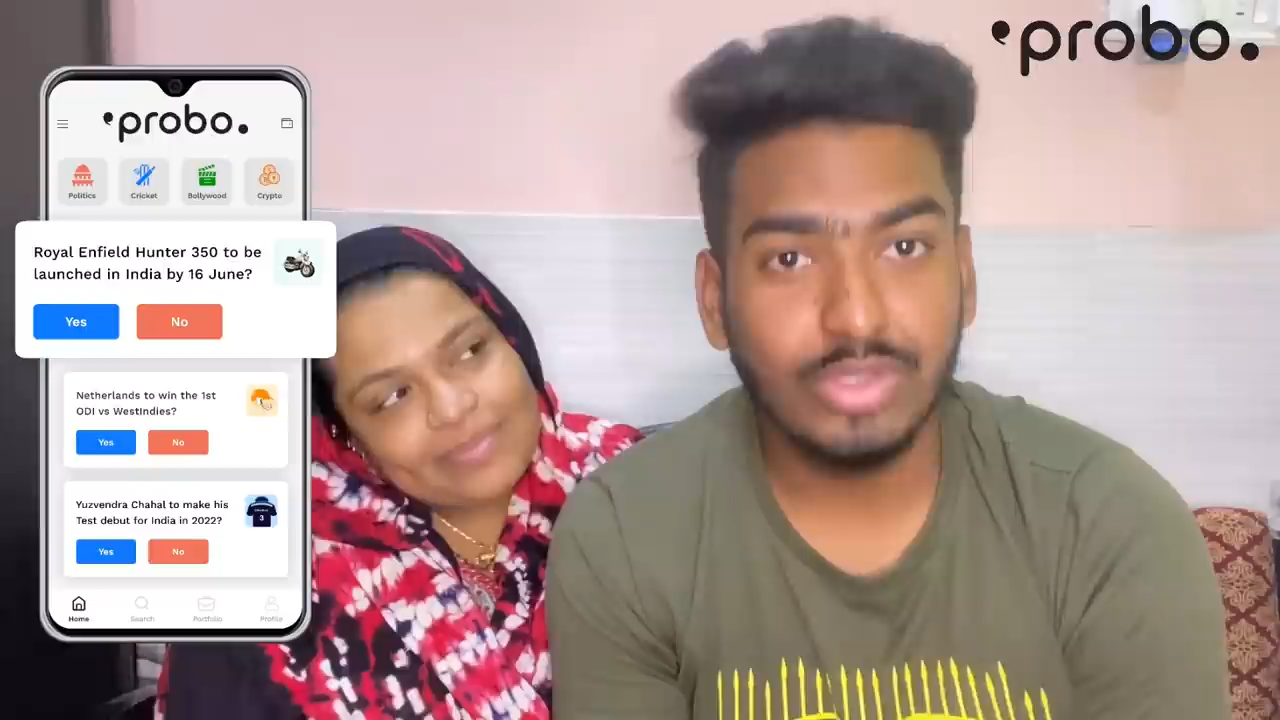 probo.
probo.
Politics
Cricket
Bollywood
Crypto
Royal Enfield Hunter 350 to be
launched in India by 16 June?
Yes
No
Netherlands to win the 1st
ODI vs WestIndies?
Yes
No
Yuzvendra Chahal to make his
Test debut for India in 2022?
3
Yes
No
Home
Search
Portfolio
Profile